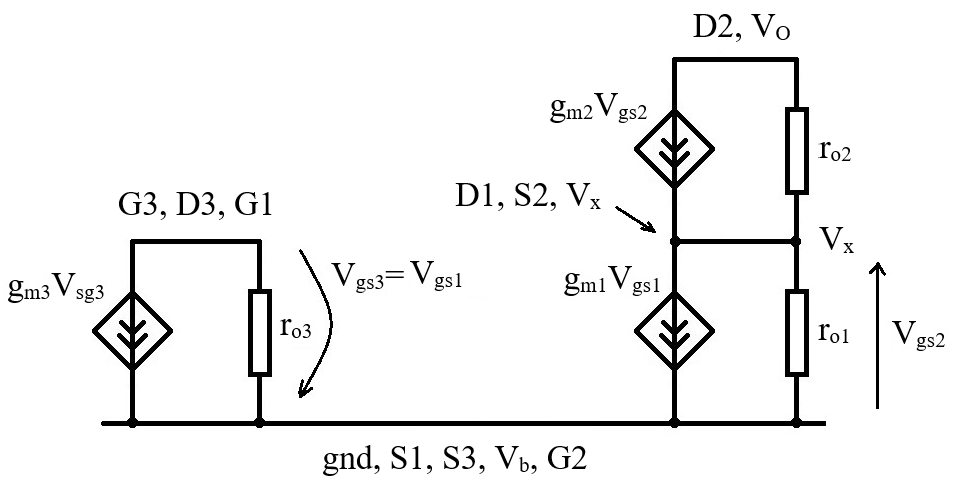 D2, V_O
g_m2V_gs2
r_o2
D1, S2, V_x
G3, D3, G1
V_x
g_m3V_sg3
V_gs3=V_gs1
g_m1V_gs1
r_o3
r_o1
V_gs2
gnd, S1, S3, V_b, G2